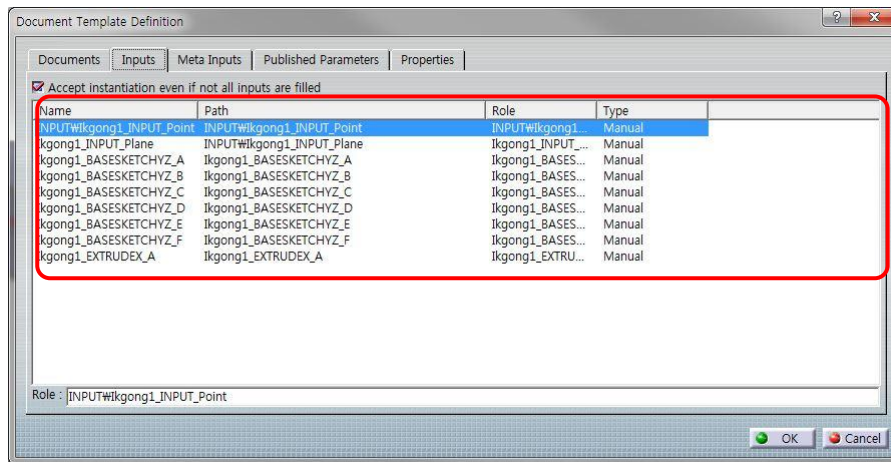 Document Template Definition
Documents Inputs Meta Inputs Published Parameters Properties
Accept instantiation even if not all inputs are filled
Name Path Role Type
INPUT₩Ikgong1_INPUT_Point INPUT₩Ikgong1_INPUT_Point INPUT₩Ikgong1... Manual
Ikgong1_INPUT_Plane INPUT₩Ikgong1_INPUT_Plane Ikgong1_INPUT_... Manual
Ikgong1_BASESKETCHYZ_A Ikgong1_BASESKETCHYZ_A Ikgong1_BASES... Manual
Ikgong1_BASESKETCHYZ_B Ikgong1_BASESKETCHYZ_B Ikgong1_BASES... Manual
Ikgong1_BASESKETCHYZ_C Ikgong1_BASESKETCHYZ_C Ikgong1_BASES... Manual
Ikgong1_BASESKETCHYZ_D Ikgong1_BASESKETCHYZ_D Ikgong1_BASES... Manual
Ikgong1_BASESKETCHYZ_E Ikgong1_BASESKETCHYZ_E Ikgong1_BASES... Manual
Ikgong1_BASESKETCHYZ_F Ikgong1_BASESKETCHYZ_F Ikgong1_BASES... Manual
Ikgong1_EXTRUDEX_A Ikgong1_EXTRUDEX_A Ikgong1_EXTRU... Manual
Role : INPUT₩Ikgong1_INPUT_Point
OK Cancel